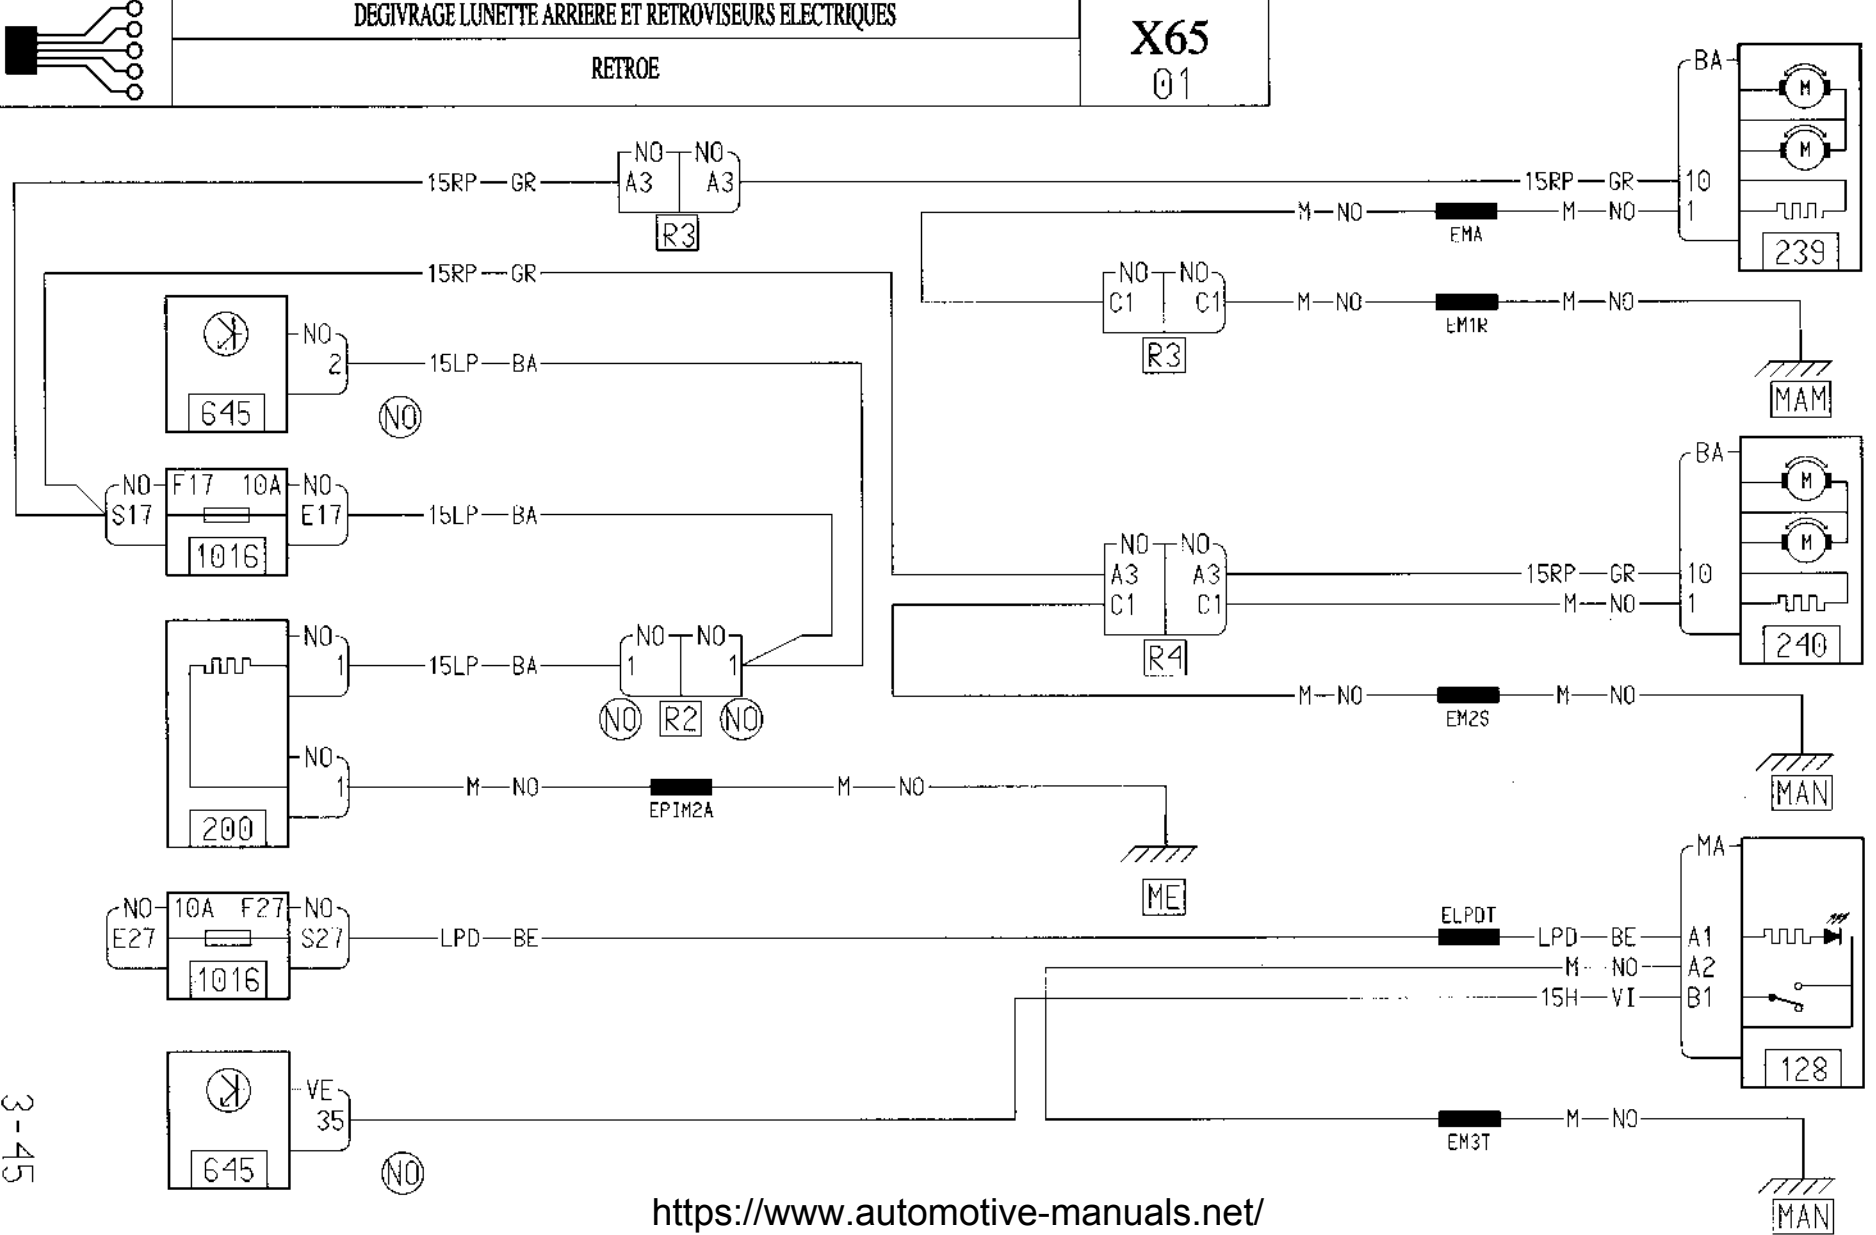 DEGIVRAGE LUNETTE ARRIERE ET RETROVISEURS ELECTRIQUES
RETROE
X65
01
BA
M
M
NO NO
15RP GR A3 A3 15RP GR 10
R3
M NO EMA M NO 1
239
15RP GR
NO NO
C1 C1 M NO EM1R M NO
R3
MAM
NO
2 15LP BA
645
NO
NO F17 10A NO
S17 E17 15LP BA
1016
BA
M
M
NO NO
A3 A3 15RP GR 10
C1 C1 M NO 1
R4
240
NO NO NO
1 15LP BA 1 1
NO R2 NO
M NO EM2S M NO
MAN
NO
1 M NO EPIM2A M NO
200
ME
MA
NO 10A F27 NO
E27 S27 LPD BE ELPDT LPD BE A1
1016
M NO A2
15H VI B1
128
VE
35
645
NO
EM3T M NO
MAN
3-45
https://www.automotive-manuals.net/